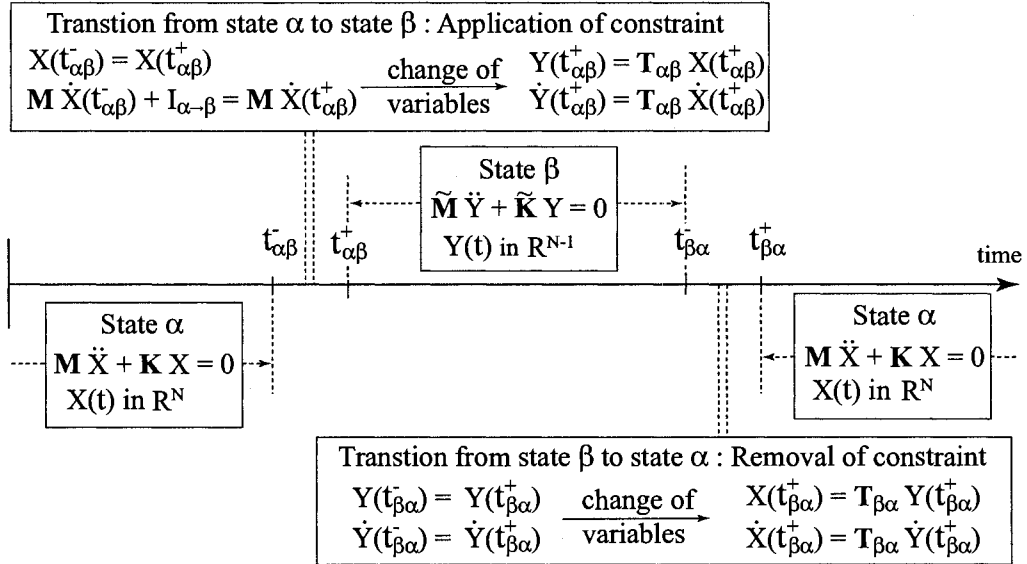 Transtion from state α to state β : Application of constraint
X(t⁻αβ) = X(t⁺αβ) change of Y(t⁺αβ) = Tαβ X(t⁺αβ)
M Ẋ(t⁻αβ) + Iα→β = M Ẋ(t⁺αβ) variables Ẏ(t⁺αβ) = Tαβ Ẋ(t⁺αβ)
State β
M̃ Ÿ + K̃ Y = 0
Y(t) in R^N-1
t⁻αβ t⁺αβ t⁻βα t⁺βα
time
State α
M Ẍ + K X = 0
X(t) in R^N
State α
M Ẍ + K X = 0
X(t) in R^N
Transtion from state β to state α : Removal of constraint
Y(t⁻βα) = Y(t⁺βα) change of X(t⁺βα) = Tβα Y(t⁺βα)
Ẏ(t⁻βα) = Ẏ(t⁺βα) variables Ẋ(t⁺βα) = Tβα Ẏ(t⁺βα)